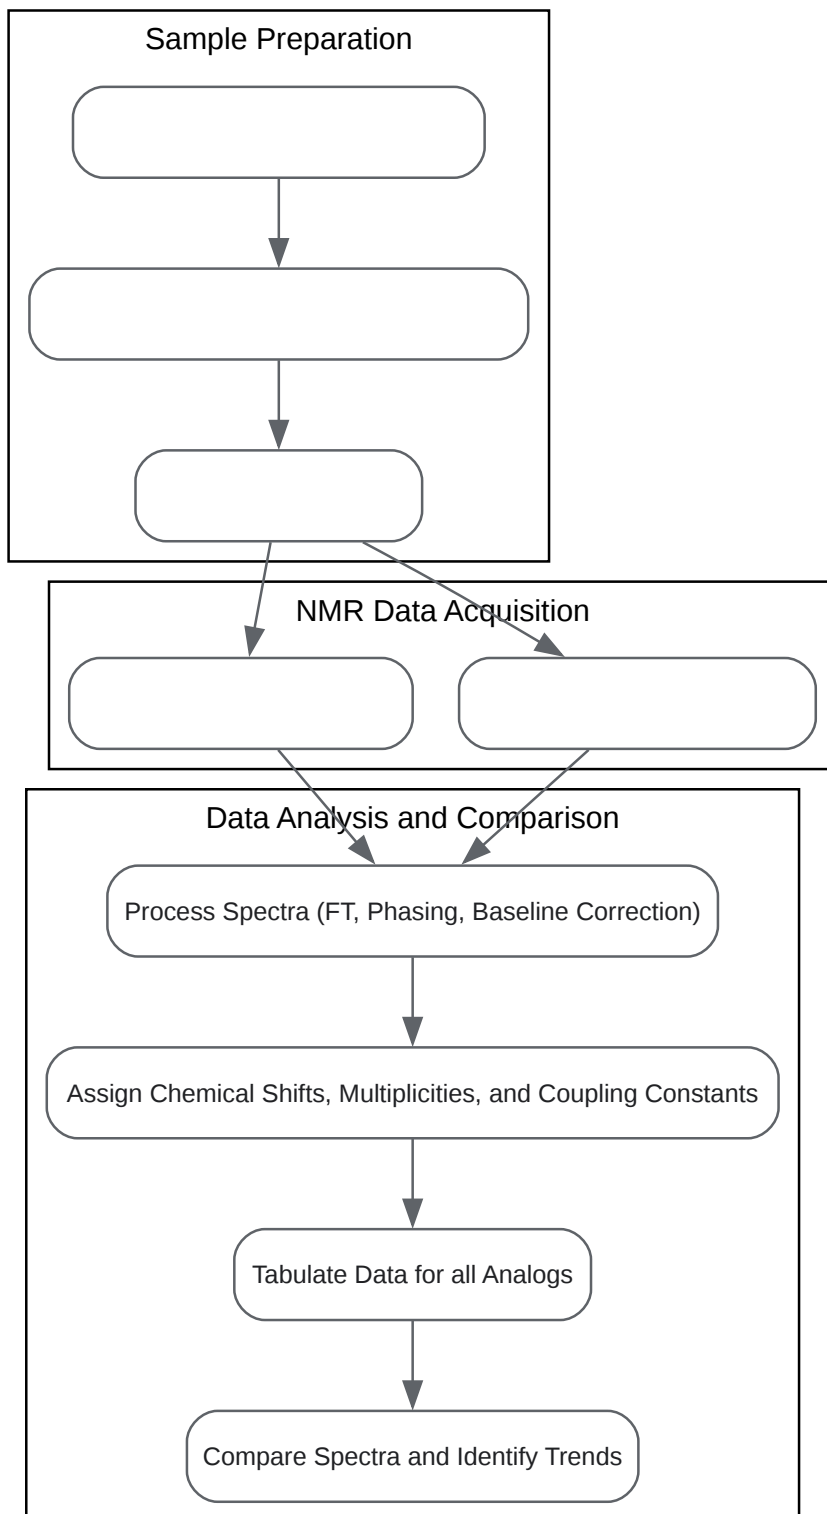 Sample Preparation
NMR Data Acquisition
Data Analysis and Comparison
Process Spectra (FT, Phasing, Baseline Correction)
Assign Chemical Shifts, Multiplicities, and Coupling Constants
Tabulate Data for all Analogs
Compare Spectra and Identify Trends